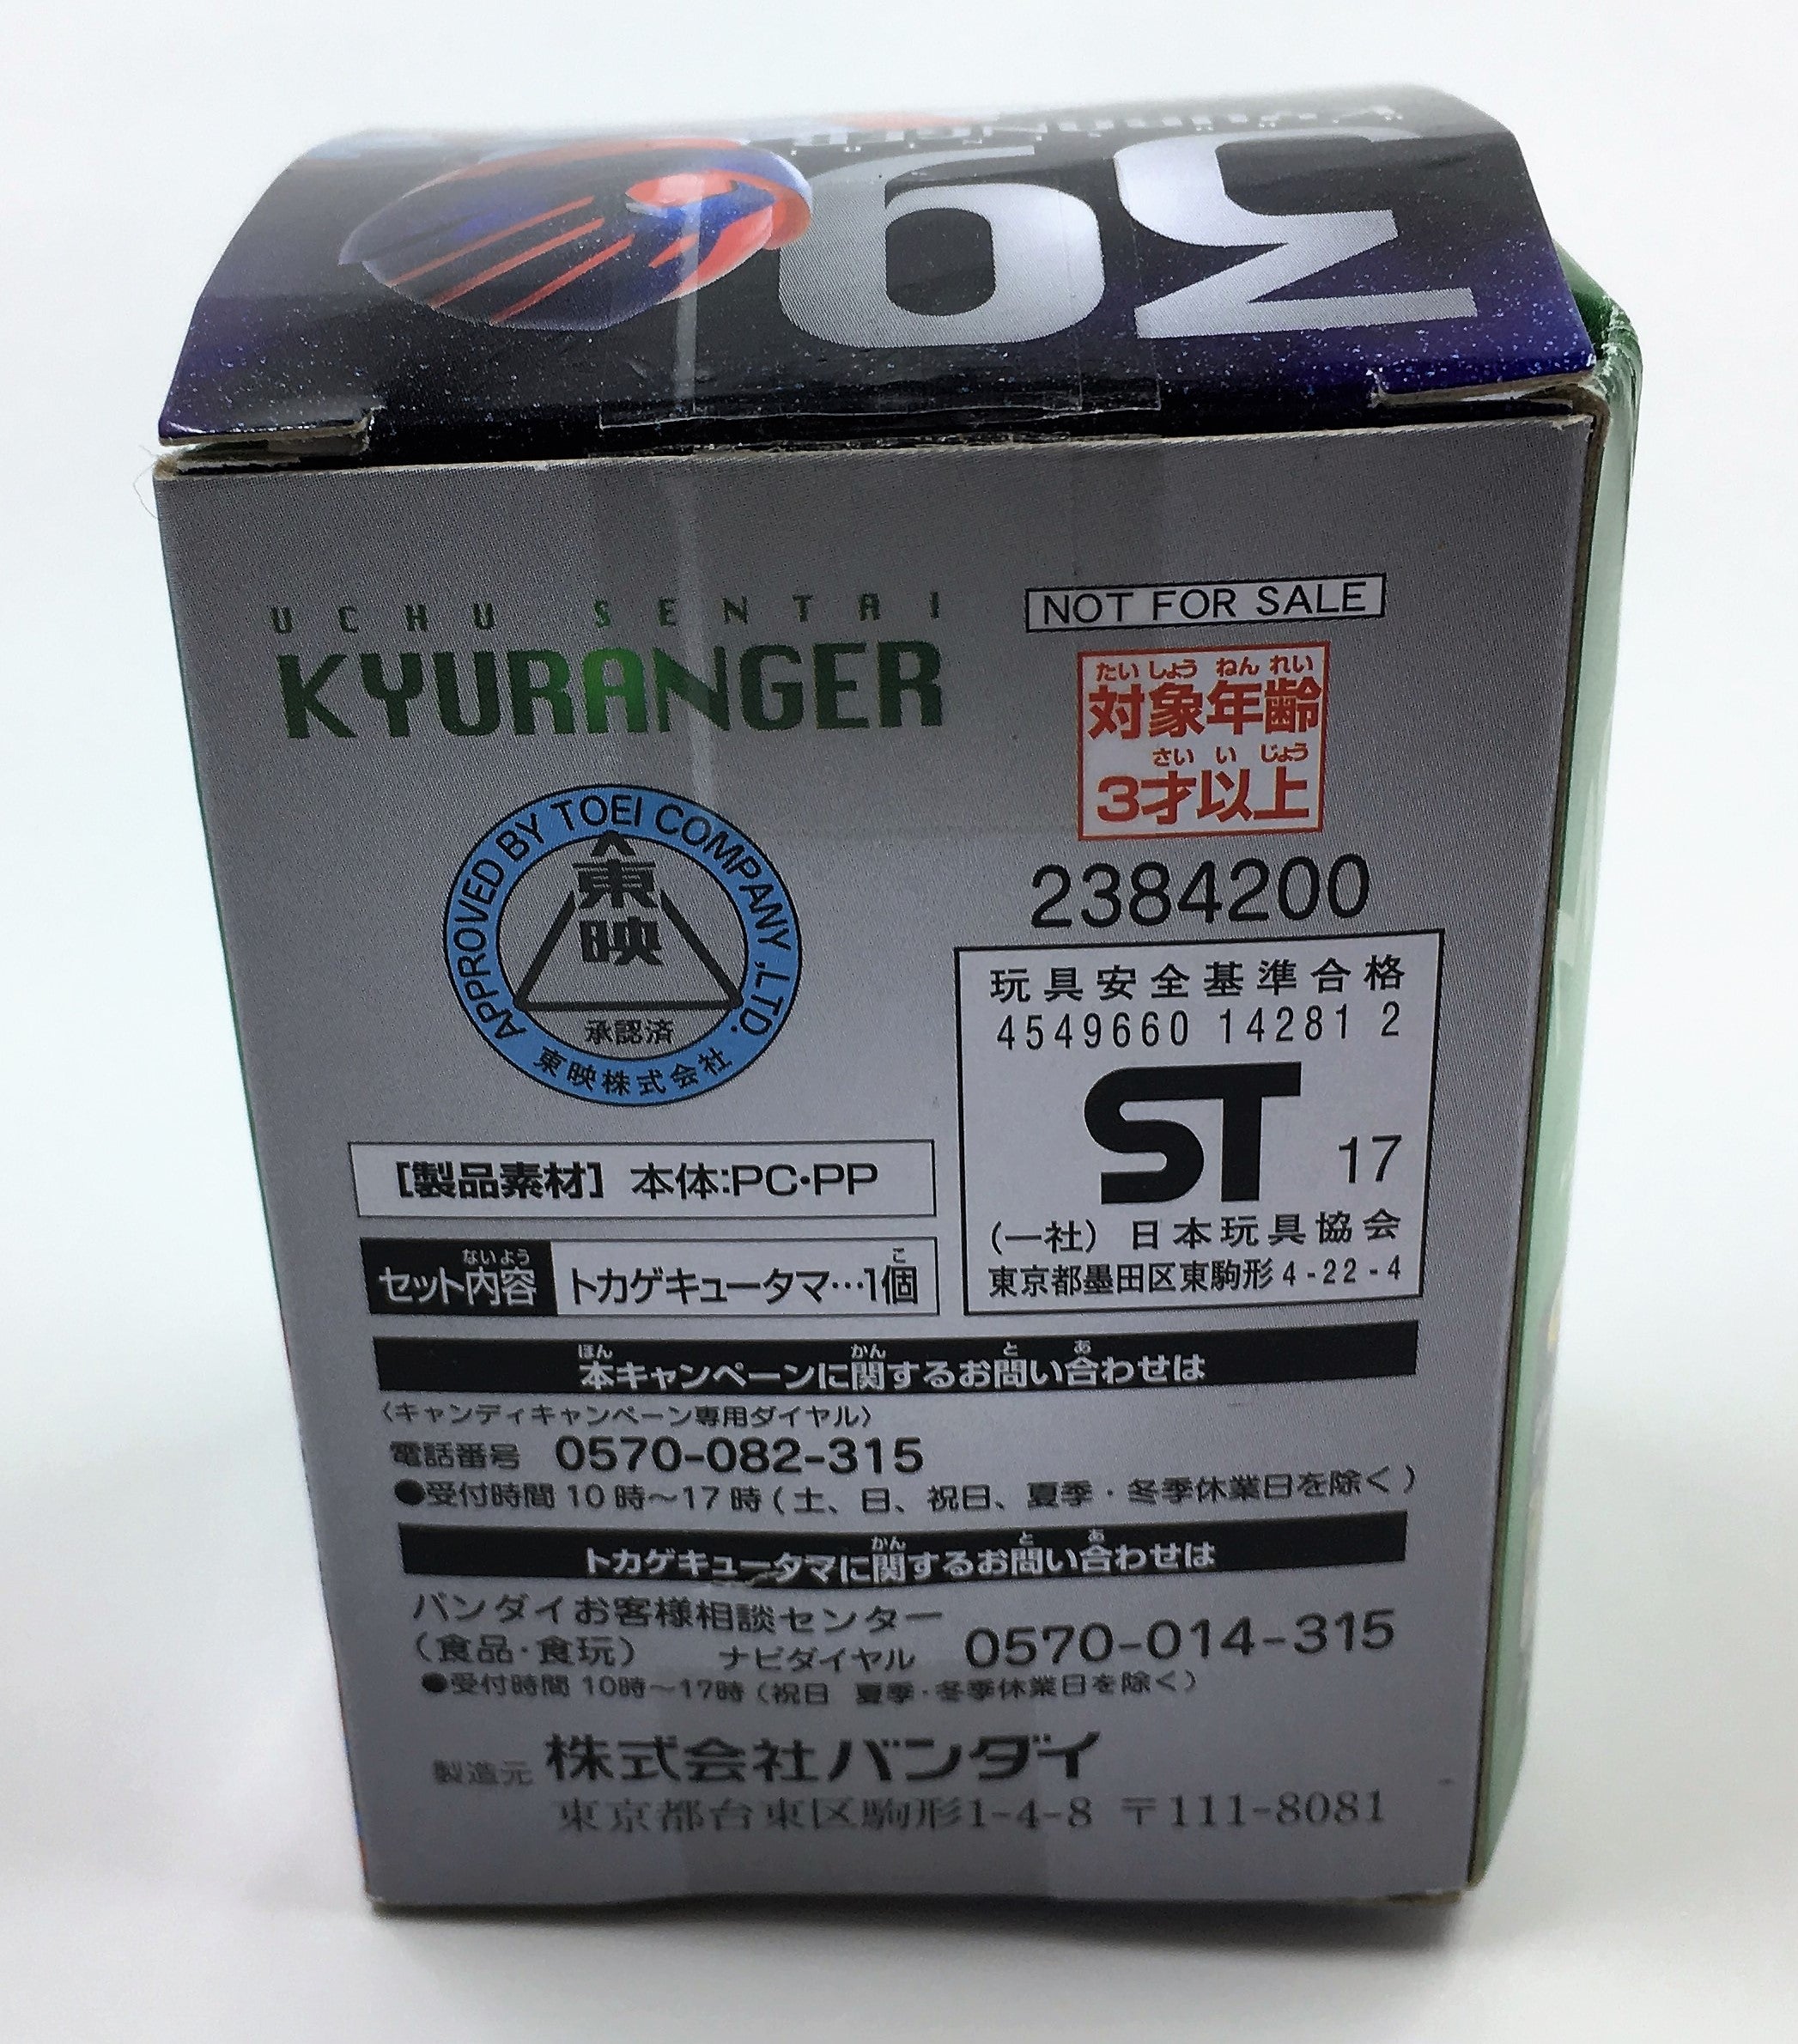 39
UCHU SENTAI
KYURANGER
NOT FOR SALE
たいしょう ねんれい
対象年齢
さい い じょう
3才以上
APPROVED BY TOEI COMPANY ,LTD.
東映
承認済
東映株式会社
2384200
玩具安全基準合格
4549660 14281 2
ST 17
(一社) 日本玩具協会
東京都墨田区東駒形4-22-4
[製品素材] 本体:PC・PP
ないよう こ
セット内容 トカゲキュータマ…1個
ほん かん と あ
本キャンペーンに関するお問い合わせは
〈キャンディキャンペーン専用ダイヤル〉
電話番号 0570-082-315
●受付時間 10時〜17時(土、日、祝日、夏季・冬季休業日を除く)
かん と あ
トカゲキュータマに関するお問い合わせは
バンダイお客様相談センター
(食品・食玩) ナビダイヤル 0570-014-315
●受付時間 10時〜17時(祝日 夏季・冬季休業日を除く)
製造元 株式会社バンダイ
東京都台東区駒形1-4-8 〒111-8081